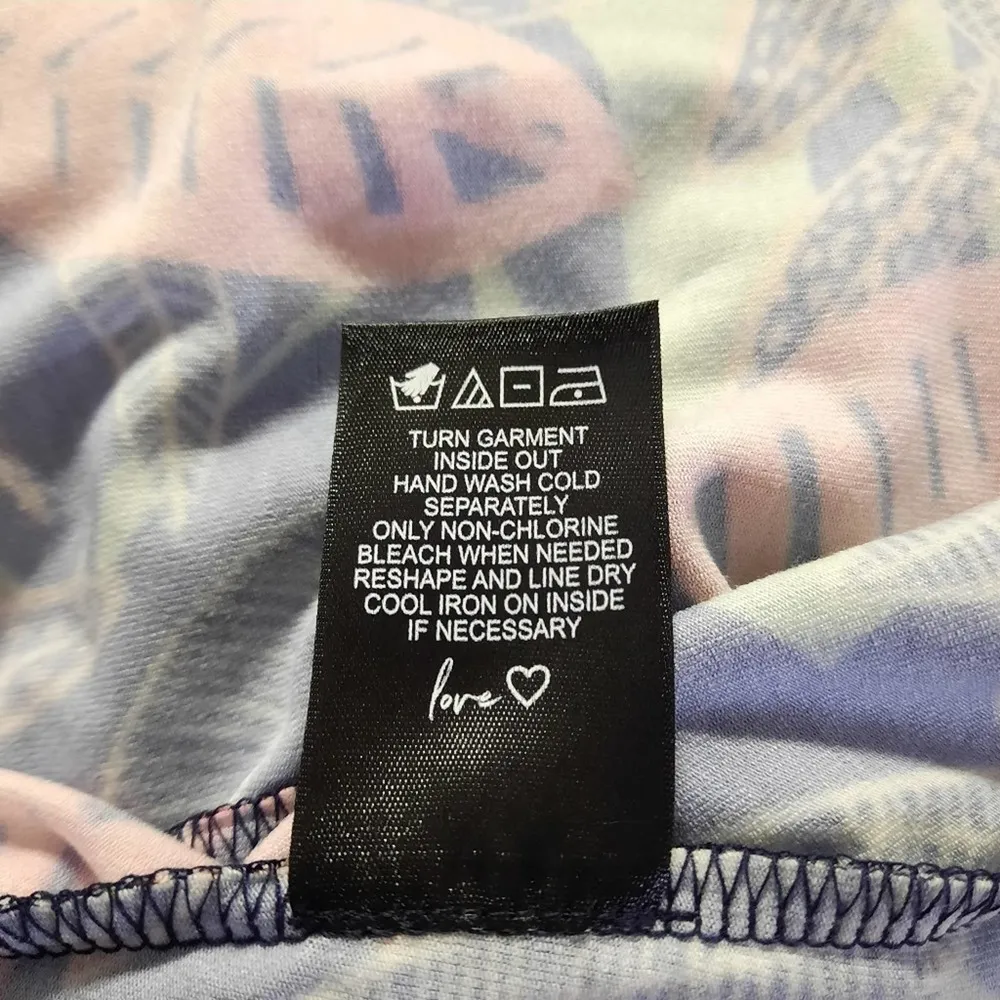 TURN GARMENT
INSIDE OUT
HAND WASH COLD
SEPARATELY
ONLY NON-CHLORINE
BLEACH WHEN NEEDED
RESHAPE AND LINE DRY
COOL IRON ON INSIDE
IF NECESSARY
love